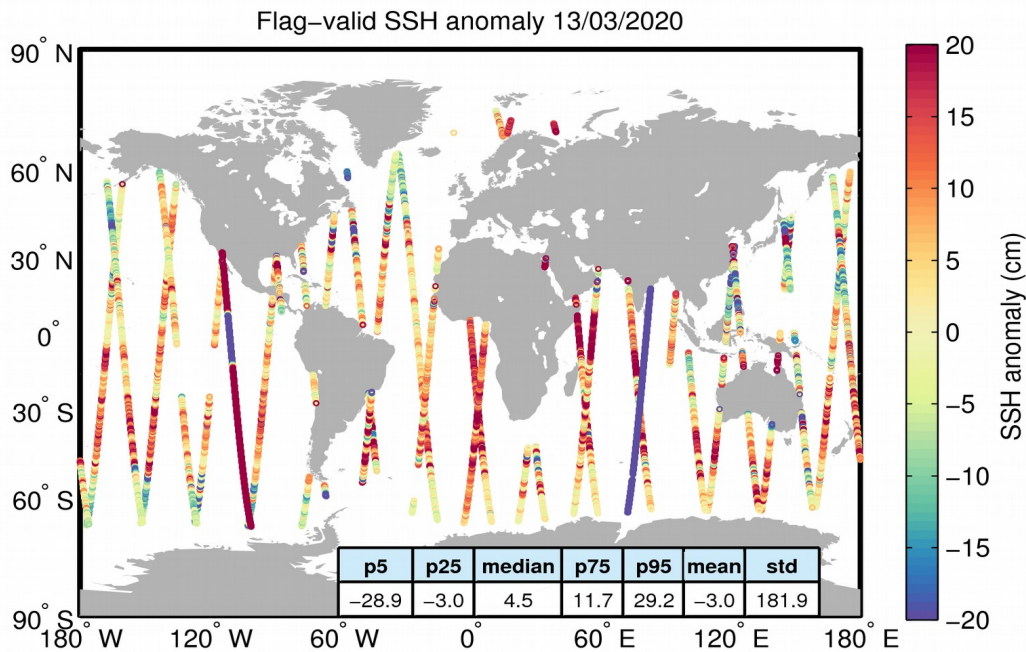 Flag−valid SSH anomaly 13/03/2020
90° N
60° N
30° N
0°
30° S
60° S
90° S
180° W
120° W
60° W
0°
60° E
120° E
180° E
p5 p25 median p75 p95 mean std
−28.9 −3.0 4.5 11.7 29.2 −3.0 181.9
20
15
10
5
0
−5
−10
−15
−20
SSH anomaly (cm)